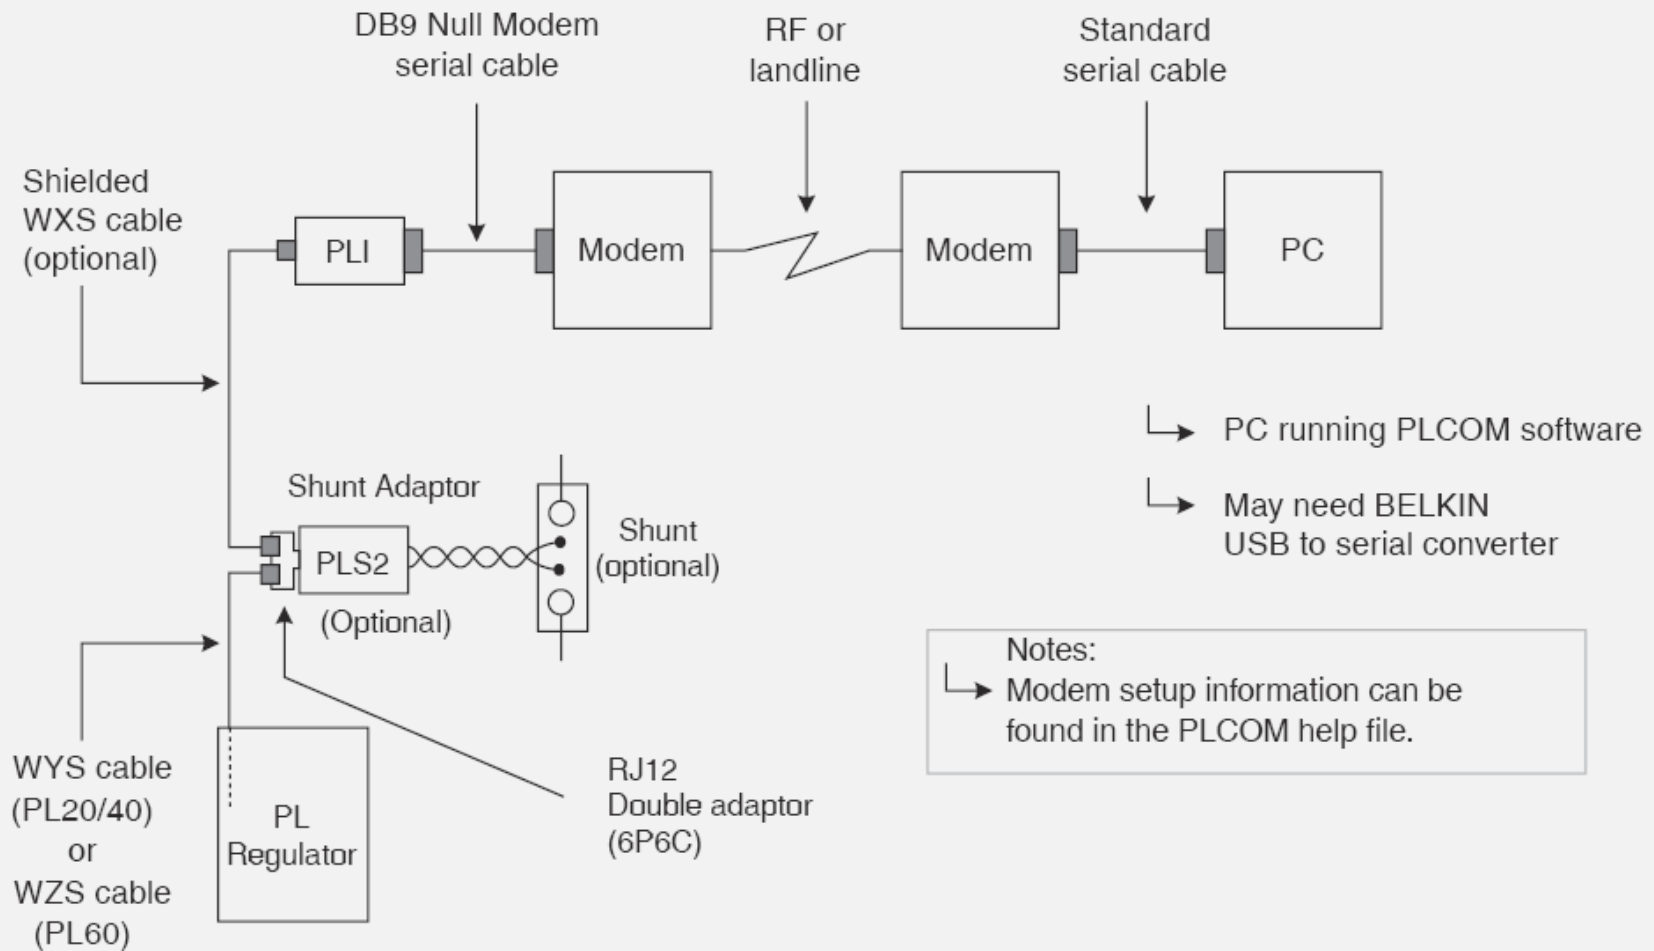 DB9 Null Modem
serial cable
RF or
landline
Standard
serial cable
Shielded
WXS cable
(optional)
PLI
Modem
Modem
PC
PC running PLCOM software
May need BELKIN
USB to serial converter
Shunt Adaptor
PLS2
(Optional)
Shunt
(optional)
Notes:
Modem setup information can be
found in the PLCOM help file.
WYS cable
(PL20/40)
or
WZS cable
(PL60)
PL
Regulator
RJ12
Double adaptor
(6P6C)